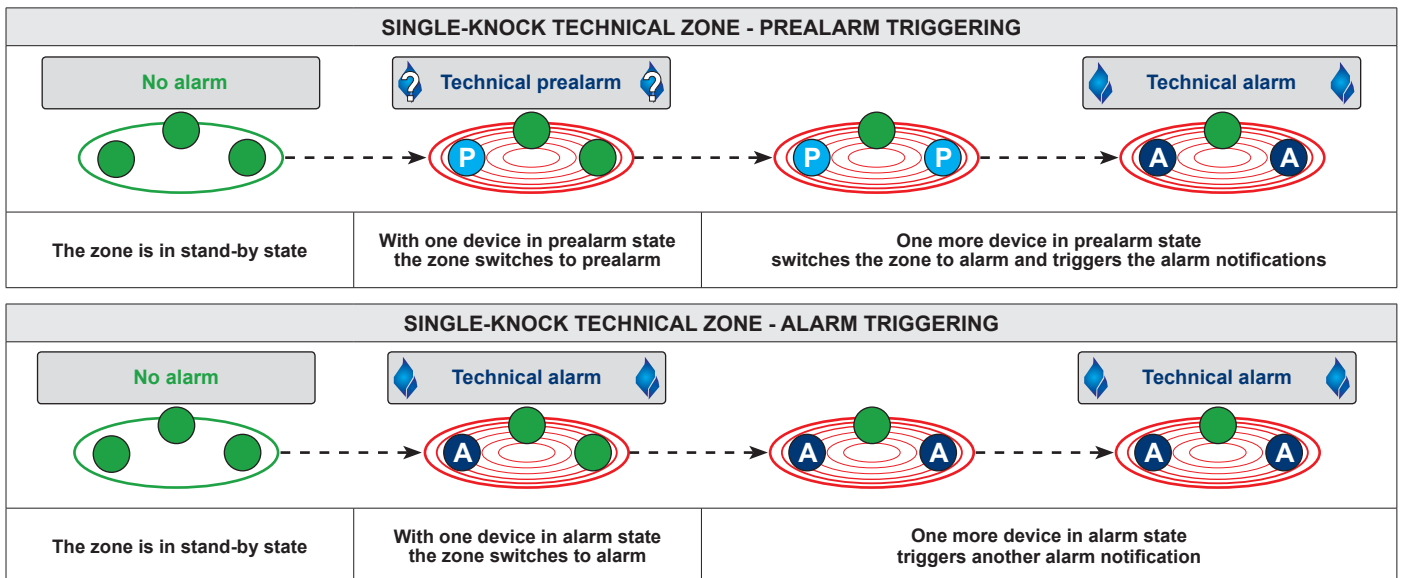 SINGLE-KNOCK TECHNICAL ZONE - PREALARM TRIGGERING
No alarm
? Technical prealarm ?
Technical alarm
P
P P
A A
The zone is in stand-by state
With one device in prealarm state
the zone switches to prealarm
One more device in prealarm state
switches the zone to alarm and triggers the alarm notifications
SINGLE-KNOCK TECHNICAL ZONE - ALARM TRIGGERING
No alarm
Technical alarm
Technical alarm
A
A A
A A
The zone is in stand-by state
With one device in alarm state
the zone switches to alarm
One more device in alarm state
triggers another alarm notification